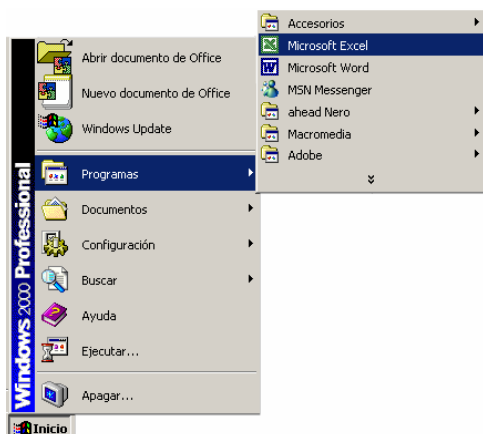 Abrir documento de Office
Nuevo documento de Office
Windows Update
Programas
Documentos
Configuración
Buscar
Ayuda
Ejecutar...
Apagar...
Windows 2000 Professional
Inicio
Accesorios
Microsoft Excel
Microsoft Word
MSN Messenger
ahead Nero
Macromedia
Adobe